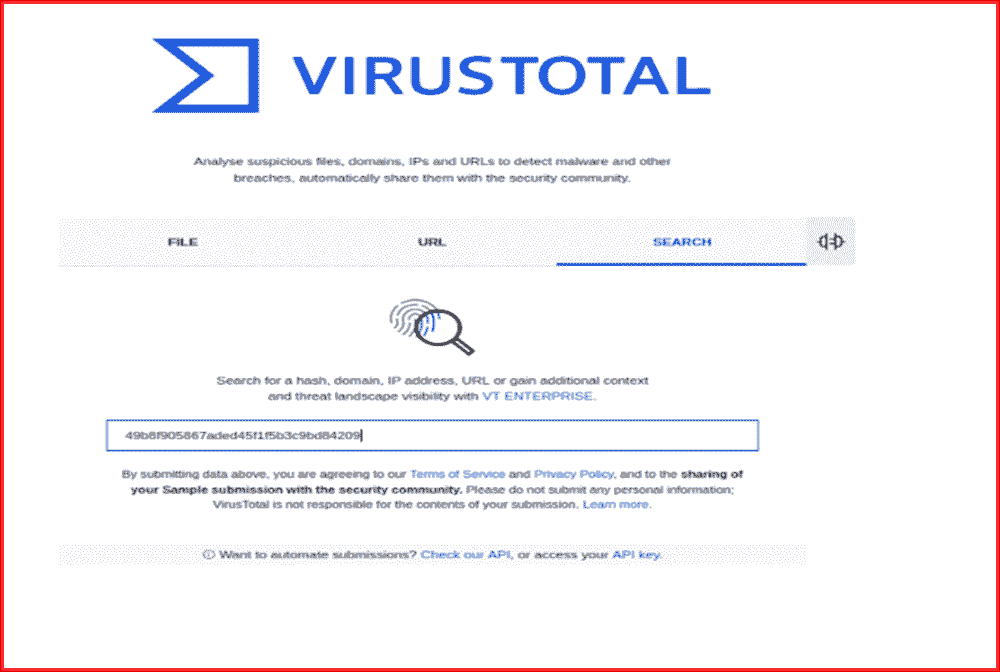 VIRUSTOTAL
Analyse suspicious files, domains, IPs and URLs to detect malware and other
breaches, automatically share them with the security community.
FILE URL SEARCH
Search for a hash, domain, IP address, URL or gain additional context
and threat landscape visibility with VT ENTERPRISE.
49b8f905867aded45f1f5b3c9bd84209
By submitting data above, you are agreeing to our Terms of Service and Privacy Policy, and to the sharing of
your Sample submission with the security community. Please do not submit any personal information;
VirusTotal is not responsible for the contents of your submission. Learn more.
Want to automate submissions? Check our API, or access your API key.